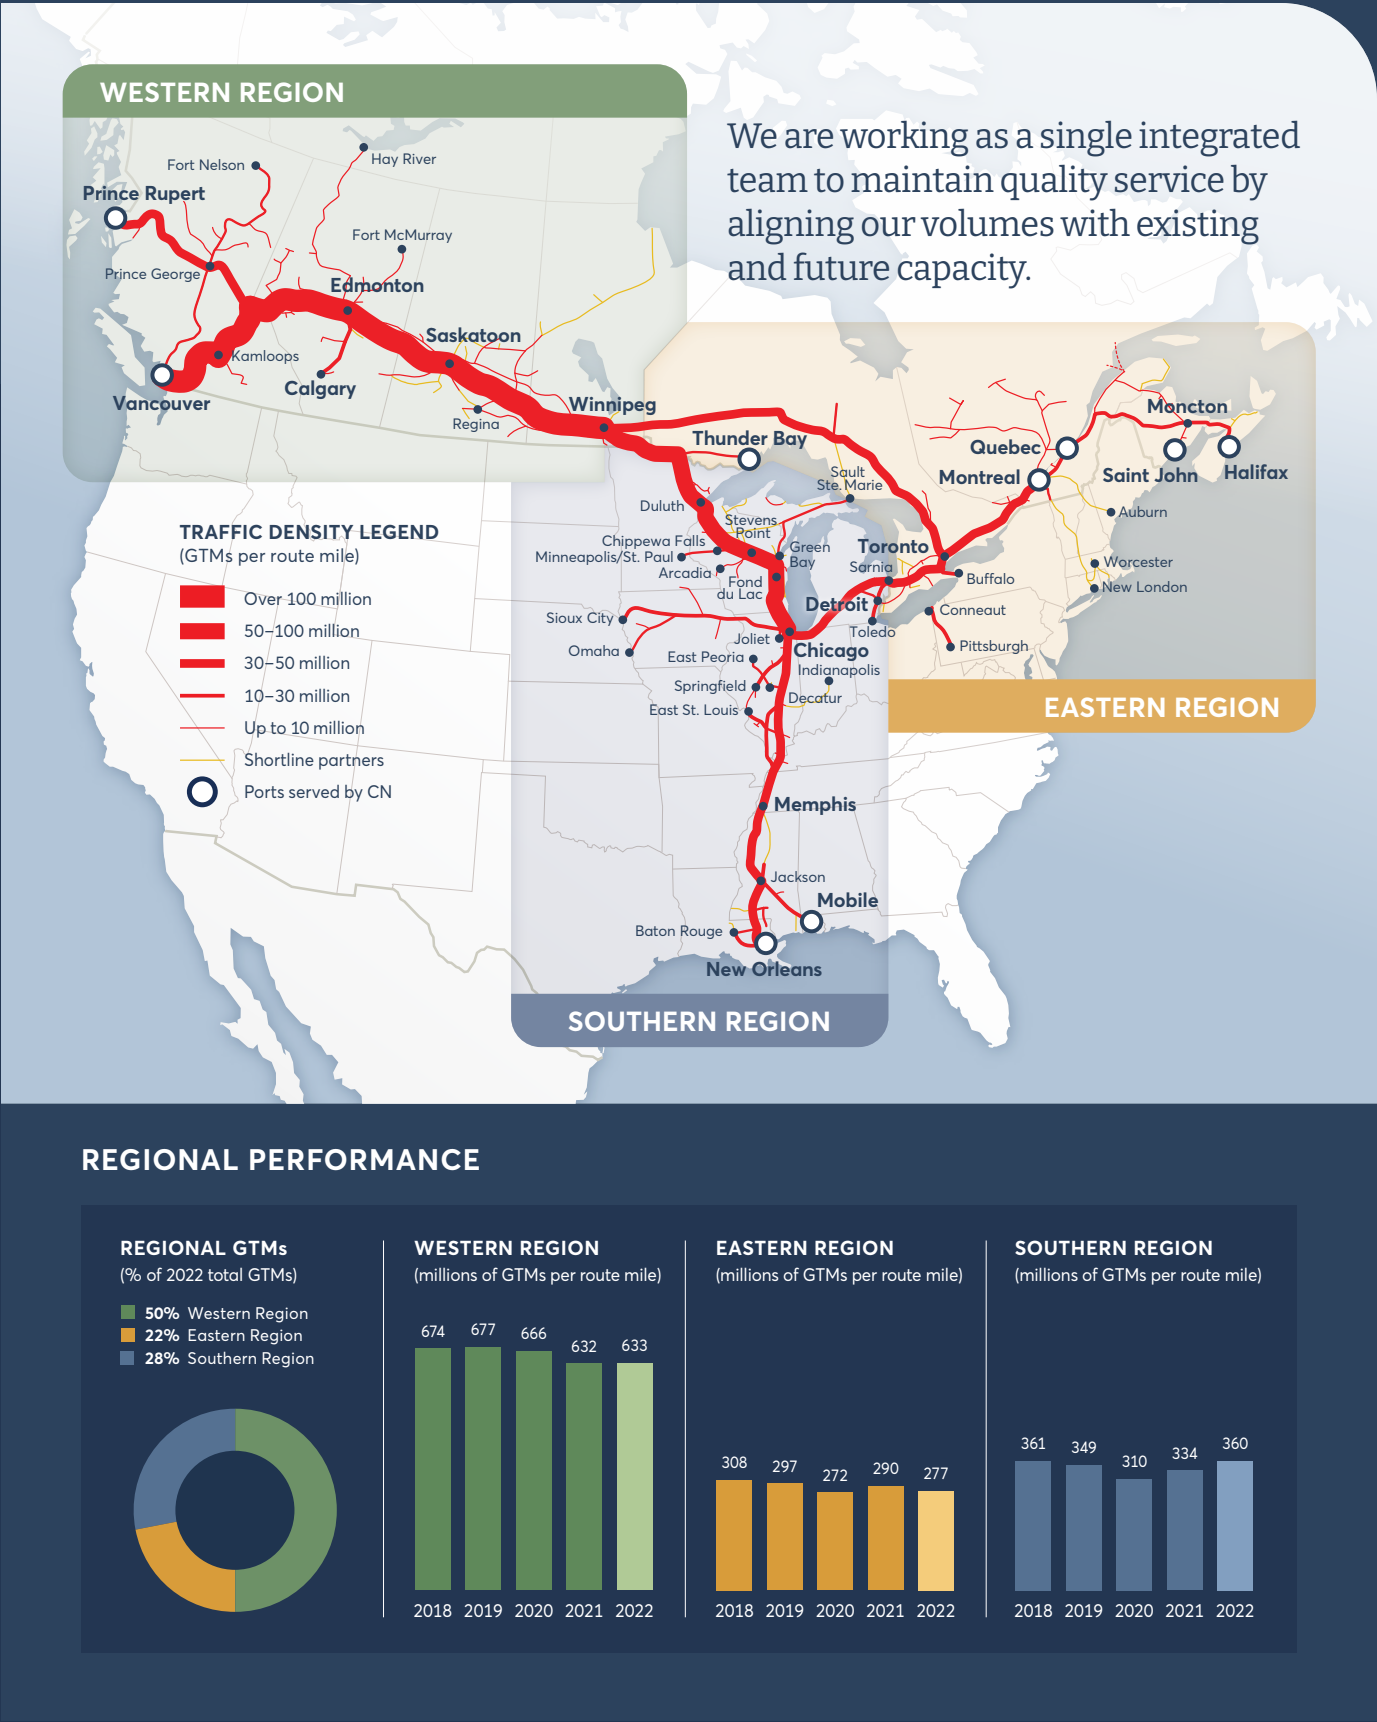 WESTERN REGION
We are working as a single integrated
team to maintain quality service by
aligning our volumes with existing
and future capacity.
Fort Nelson
Hay River
Prince Rupert
Fort McMurray
Prince George
Edmonton
Saskatoon
Kamloops
Calgary
Vancouver
Regina
Winnipeg
Thunder Bay
Moncton
Quebec
Montreal
Saint John
Halifax
Sault
Ste. Marie
Duluth
Auburn
Stevens
Point
Chippewa Falls
Minneapolis/St. Paul
Green
Bay
Toronto
Worcester
Arcadia
Sarnia
Buffalo
Fond
du Lac
New London
Detroit
Conneaut
Sioux City
Toledo
Joliet
Chicago
Pittsburgh
Omaha
East Peoria
Indianapolis
Springfield
Decatur
East St. Louis
EASTERN REGION
Memphis
Jackson
Mobile
Baton Rouge
New Orleans
SOUTHERN REGION
TRAFFIC DENSITY LEGEND
(GTMs per route mile)
Over 100 million
50–100 million
30–50 million
10–30 million
Up to 10 million
Shortline partners
Ports served by CN
REGIONAL PERFORMANCE
REGIONAL GTMs
(% of 2022 total GTMs)
50% Western Region
22% Eastern Region
28% Southern Region
WESTERN REGION
(millions of GTMs per route mile)
674 677 666 632 633
2018 2019 2020 2021 2022
EASTERN REGION
(millions of GTMs per route mile)
308 297 272 290 277
2018 2019 2020 2021 2022
SOUTHERN REGION
(millions of GTMs per route mile)
361 349 310 334 360
2018 2019 2020 2021 2022